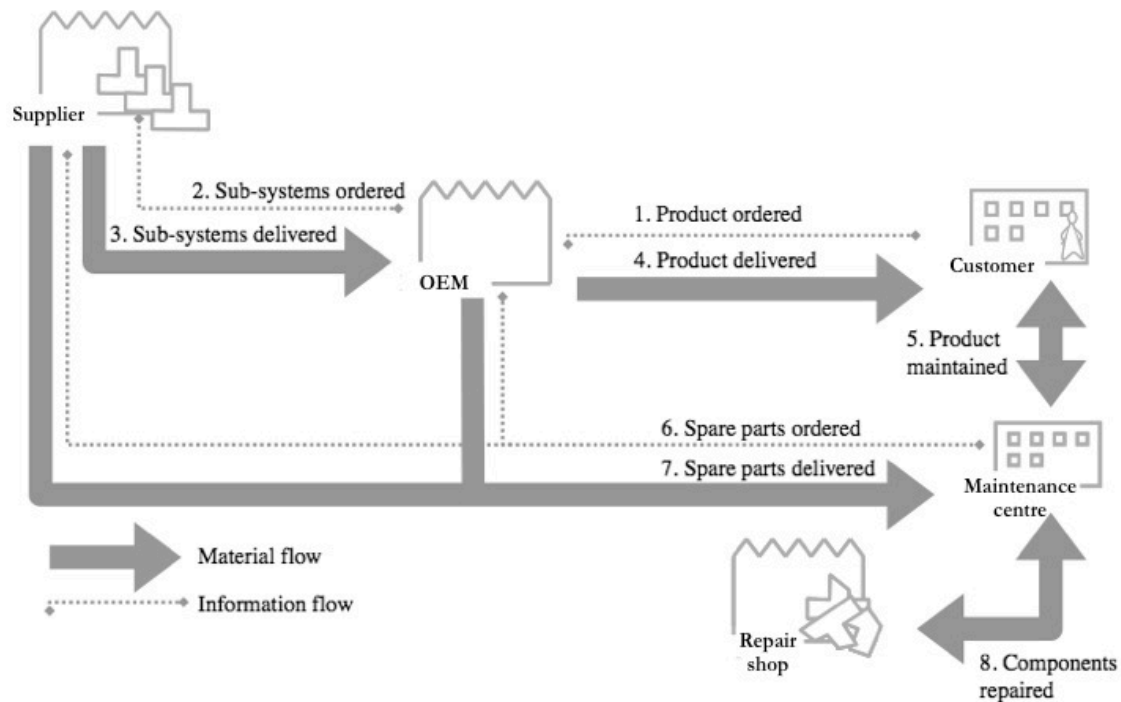 Supplier
2. Sub-systems ordered
3. Sub-systems delivered
OEM
1. Product ordered
4. Product delivered
Customer
5. Product
maintained
6. Spare parts ordered
7. Spare parts delivered
Maintenance
centre
Material flow
Information flow
Repair
shop
8. Components
repaired